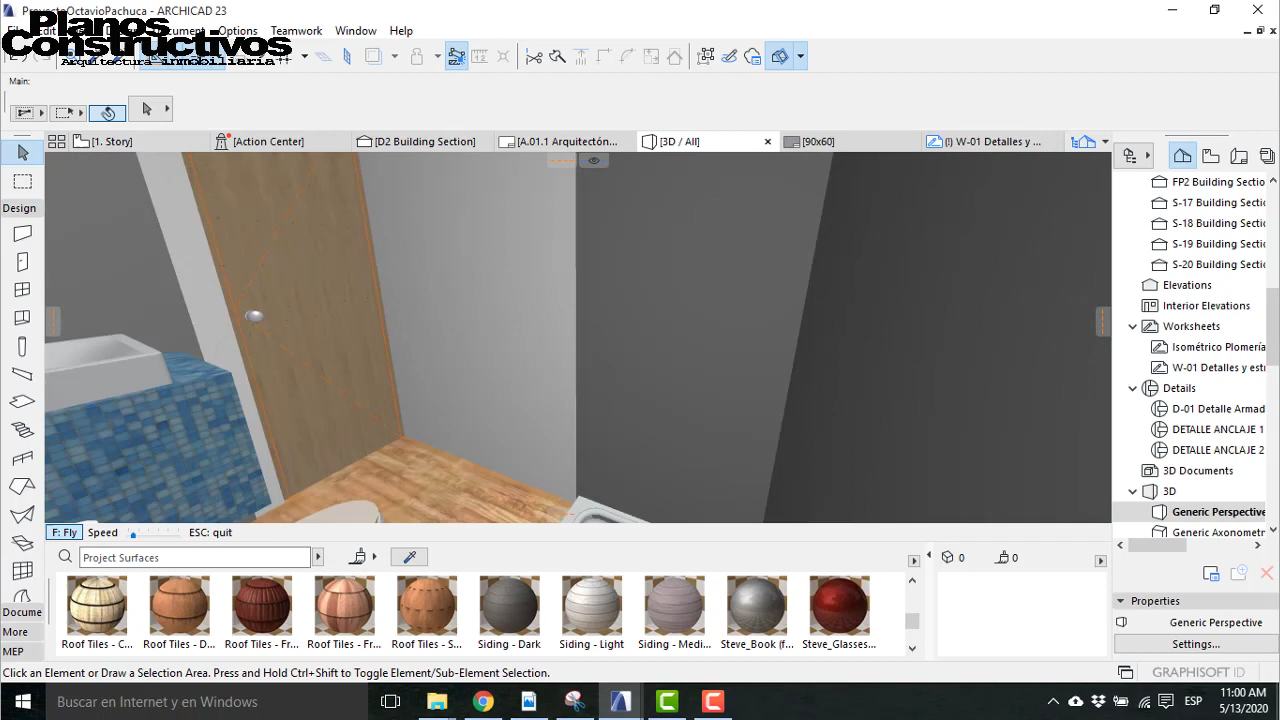 ProyectoOctavioPachuca - ARCHICAD 23
Planos
Constructivos
Arquitectura inmobiliaria
Options
Teamwork
Window
Help
Main:
[1. Story]
[Action Center]
[D2 Building Section]
[A.01.1 Arquitectón...
[3D / All]
[90x60]
(!) W-01 Detalles y ...
Design
FP2 Building Sectio
S-17 Building Secti
S-18 Building Secti
S-19 Building Secti
S-20 Building Secti
Elevations
Interior Elevations
Worksheets
Isométrico Plomería
W-01 Detalles y estr
Details
D-01 Detalle Armad
DETALLE ANCLAJE 1
DETALLE ANCLAJE 2
3D Documents
3D
Generic Perspective
Generic Axonometr
F: Fly
Speed
ESC: quit
Project Surfaces
0
0
Roof Tiles - C...
Roof Tiles - D...
Roof Tiles - Fr...
Roof Tiles - Fr...
Roof Tiles - S...
Siding - Dark
Siding - Light
Siding - Medi...
Steve_Book (f...
Steve_Glasses...
Docume
More
MEP
Properties
Generic Perspective
Settings...
Click an Element or Draw a Selection Area. Press and Hold Ctrl+Shift to Toggle Element/Sub-Element Selection.
GRAPHISOFT ID
Buscar en Internet y en Windows
ESP
11:00 AM
5/13/2020